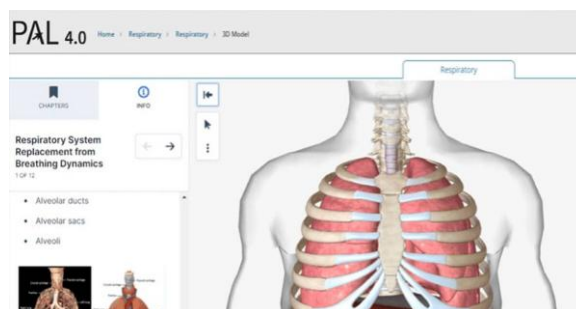 PAL 4.0
Home > Respiratory > Respiratory > 3D Model
Respiratory
CHAPTERS
INFO
Respiratory System
Replacement from
Breathing Dynamics
1 OF 12
• Alveolar ducts
• Alveolar sacs
• Alveoli